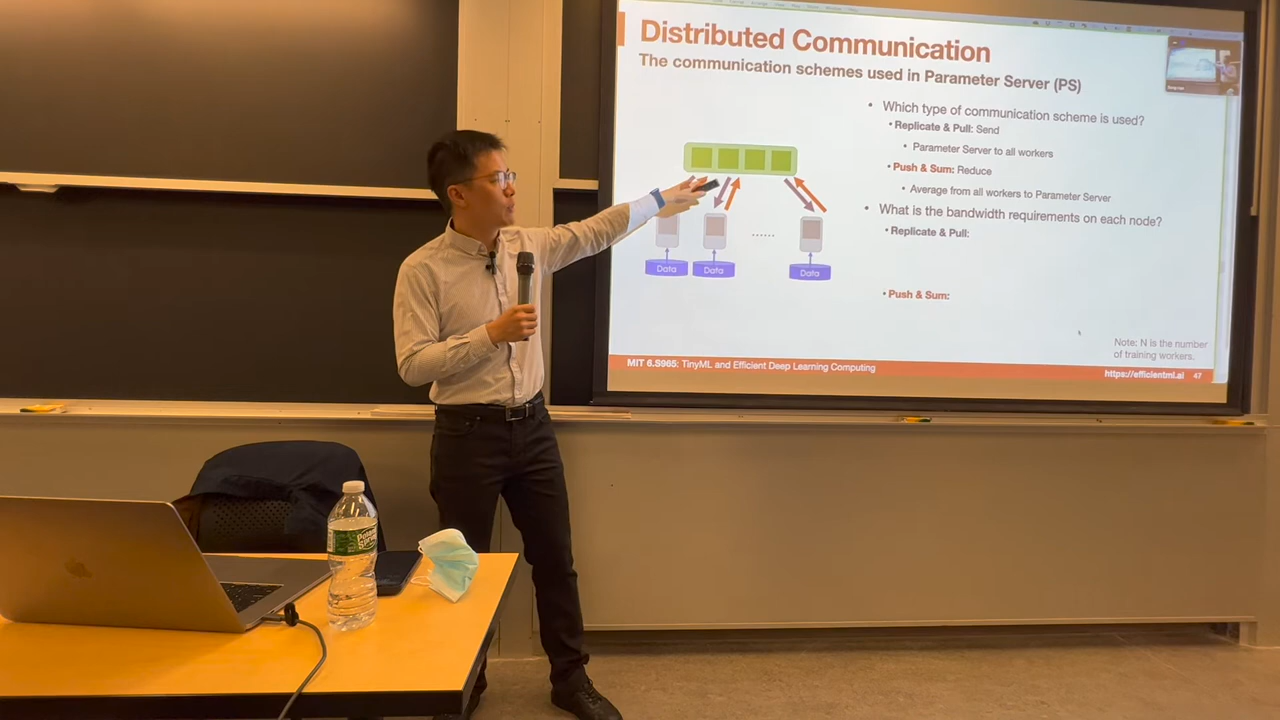 Distributed Communication
The communication schemes used in Parameter Server (PS)
• Which type of communication scheme is used?
• Replicate & Pull: Send
• Parameter Server to all workers
• Push & Sum: Reduce
• Average from all workers to Parameter Server
• What is the bandwidth requirements on each node?
• Replicate & Pull:
• Push & Sum:
......
Data
Data
Data
Note: N is the number
of training workers.
MIT 6.S965: TinyML and Efficient Deep Learning Computing
https://efficientml.ai
47
Poland
Spring